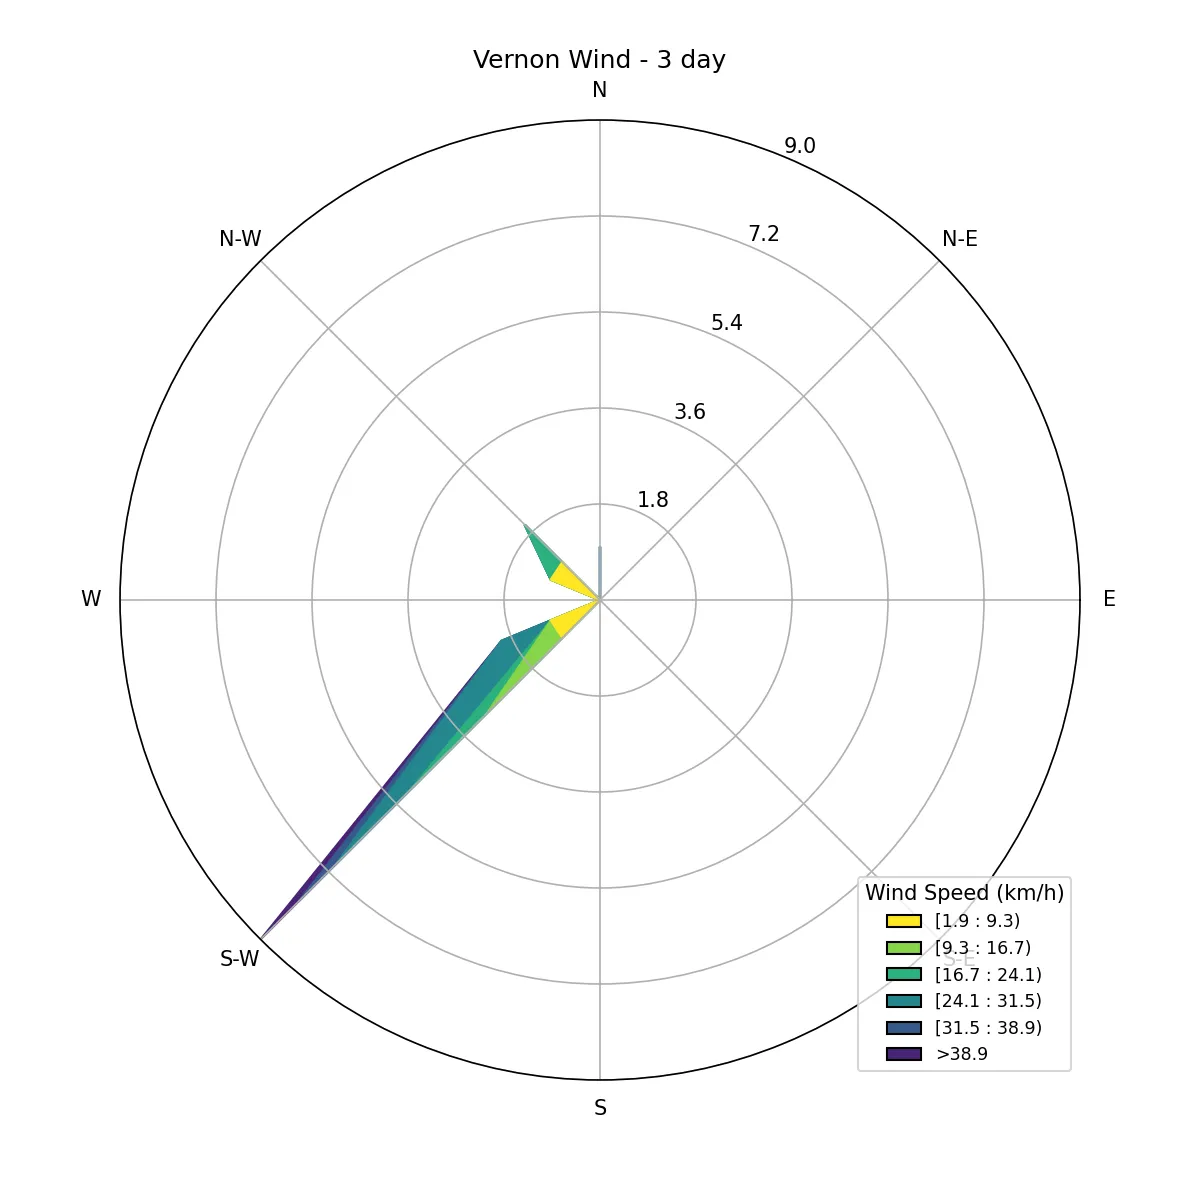 Vernon Wind - 3 day
N
9.0
N-W
N-E
7.2
5.4
3.6
1.8
W
E
S-W
S-E
S
Wind Speed (km/h)
[1.9 : 9.3)
[9.3 : 16.7)
[16.7 : 24.1)
[24.1 : 31.5)
[31.5 : 38.9)
>38.9